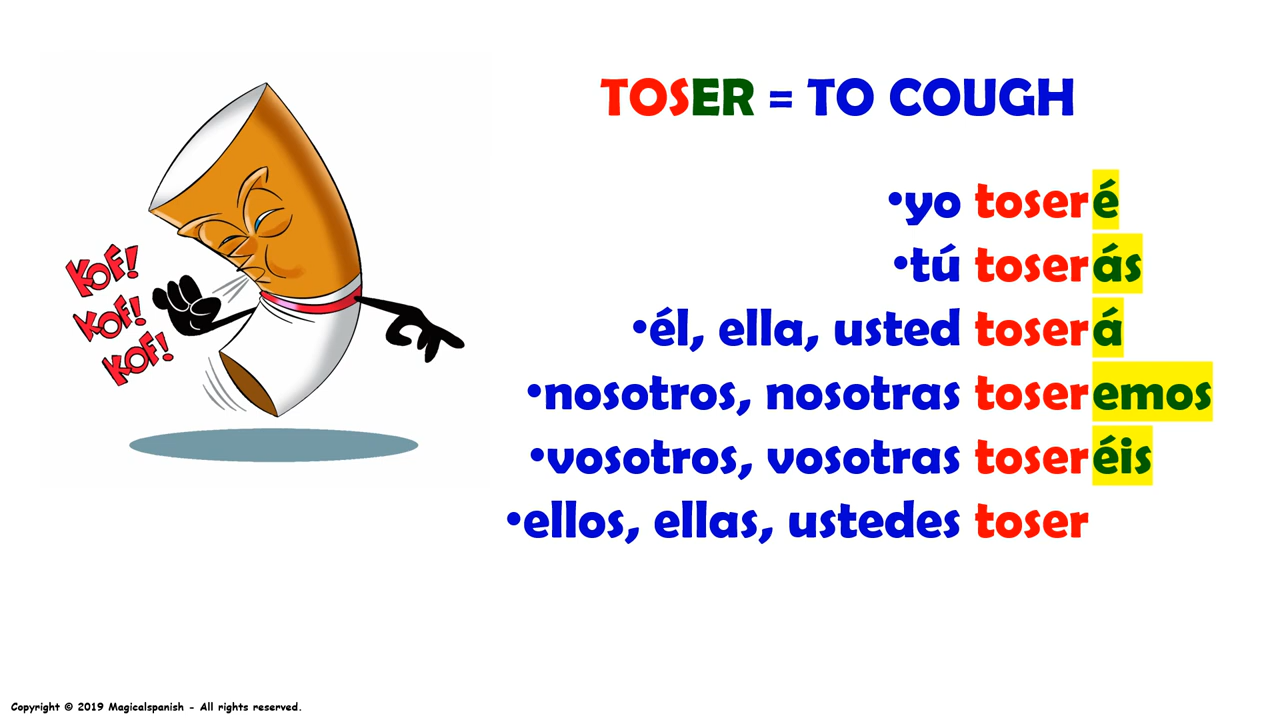 TOSER = TO COUGH
KOF!
KOF!
KOF!
•yo toseré
•tú toserás
•él, ella, usted toserá
•nosotros, nosotras toseremos
•vosotros, vosotras toseréis
•ellos, ellas, ustedes toser
Copyright © 2019 Magicalspanish - All rights reserved.